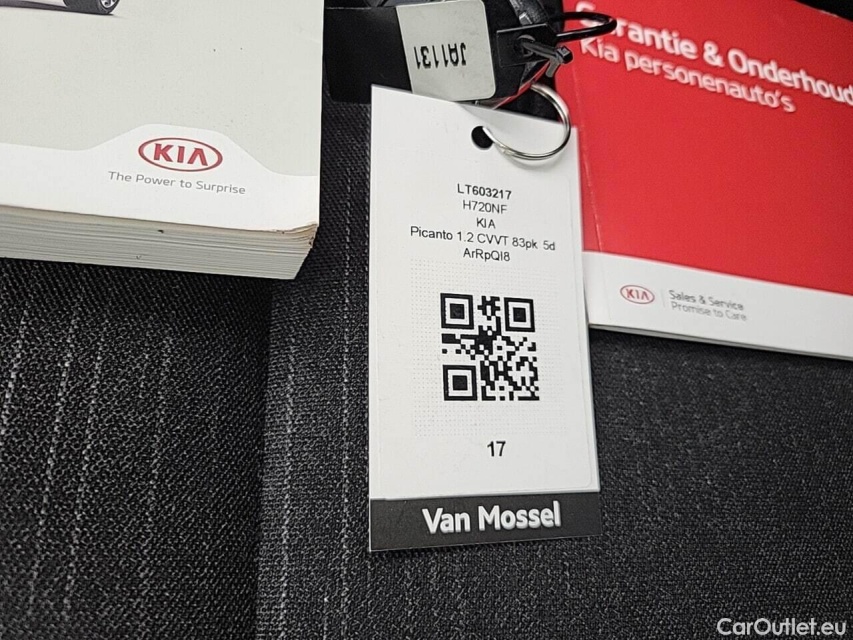 KIA
The Power to Surprise
JA1131
LT603217
H720NF
KIA
Picanto 1.2 CVVT 83pk 5d
ArRpQI8
17
Van Mossel
Garantie & Onderhoud
Kia personenauto's
KIA
Sales & Service
Promise to Care
CarOutlet.eu